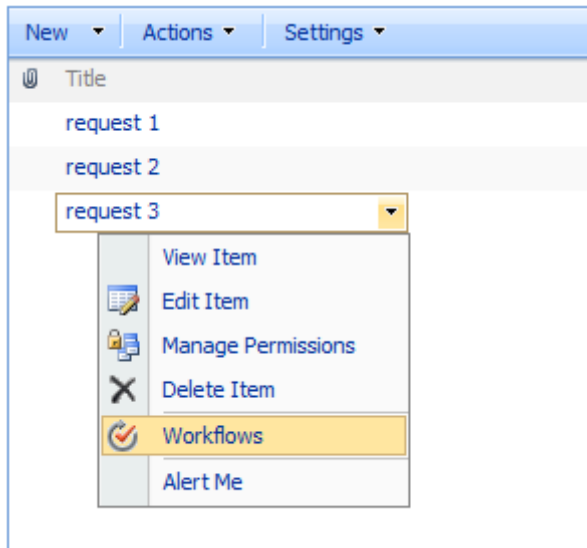 New Actions Settings
Title
request 1
request 2
request 3
View Item
Edit Item
Manage Permissions
Delete Item
Workflows
Alert Me